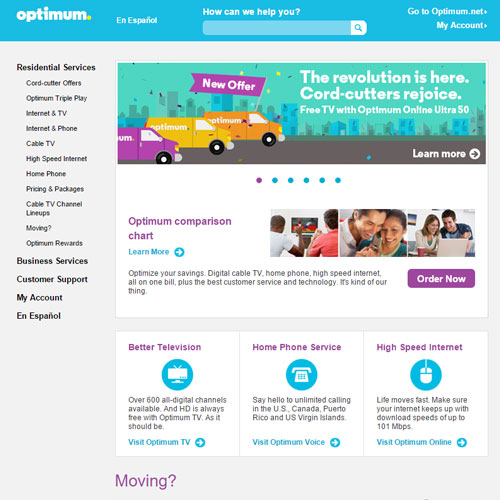 optimum.
En Español
How can we help you?
Go to Optimum.net
My Account
Residential Services
Cord-cutter Offers
Optimum Triple Play
Internet & TV
Internet & Phone
Cable TV
High Speed Internet
Home Phone
Pricing & Packages
Cable TV Channel
Lineups
Moving?
Optimum Rewards
Business Services
Customer Support
My Account
En Español
New Offer
optimum.
optimum.
optimum.
The revolution is here.
Cord-cutters rejoice.
Free TV with Optimum Online Ultra 50
Learn more
Optimum comparison
chart
Learn More
Optimize your savings. Digital cable TV, home phone, high speed internet,
all on one bill, plus the best customer service and technology. It's kind of our
thing.
Order Now
Better Television
Over 600 all-digital channels
available. And HD is always
free with Optimum TV. As it
should be.
Visit Optimum TV
Home Phone Service
Say hello to unlimited calling
in the U.S., Canada, Puerto
Rico and US Virgin Islands.
Visit Optimum Voice
High Speed Internet
Life moves fast. Make sure
your internet keeps up with
download speeds of up to
101 Mbps.
Visit Optimum Online
Moving?